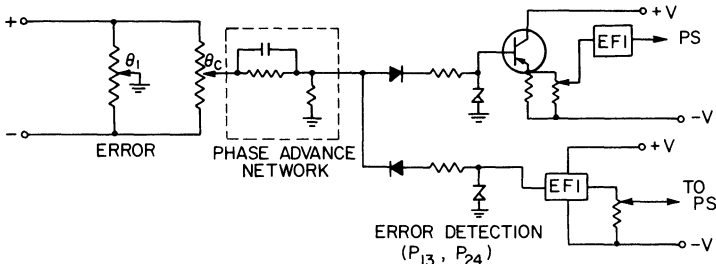 +
θ1
θC
−
ERROR
PHASE ADVANCE
NETWORK
+V
EFI
PS
−V
+V
EFI
TO
PS
−V
ERROR DETECTION
(P13, P24)